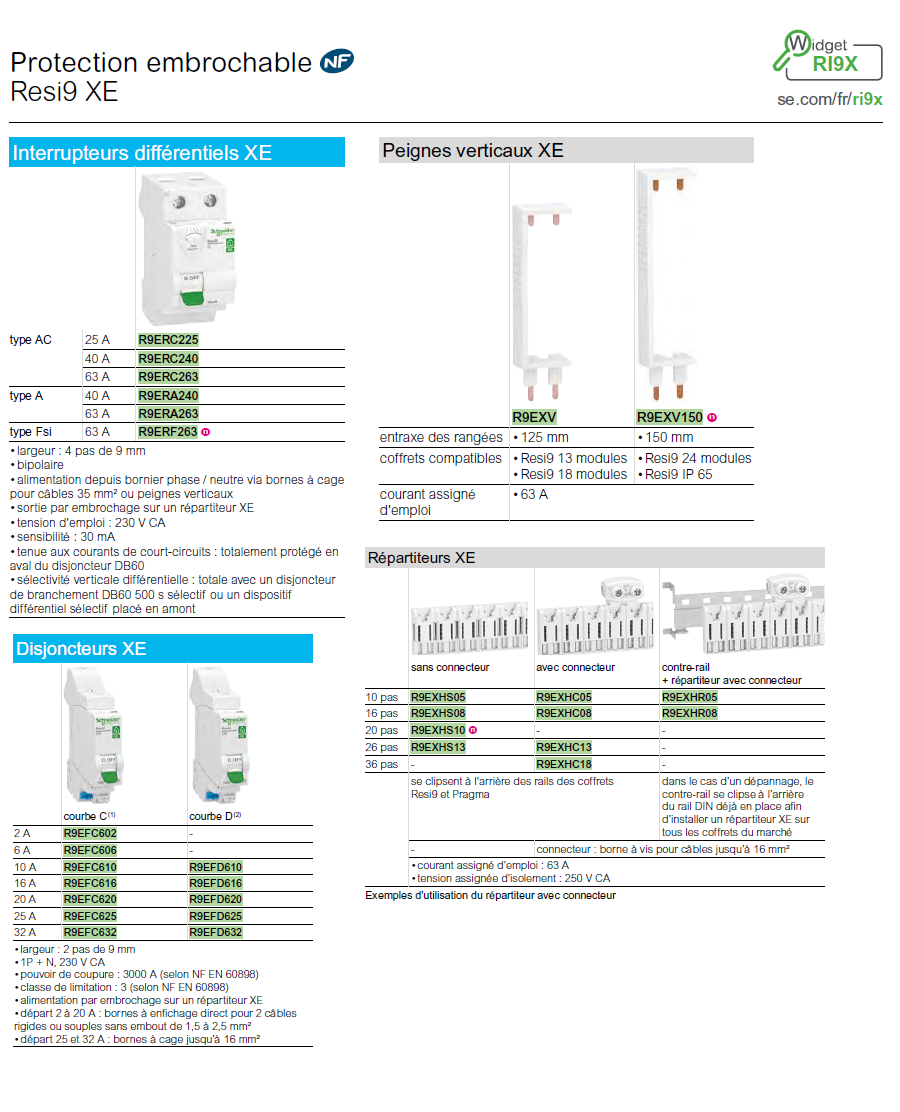 Protection embrochable NF
Resi9 XE
Widget
RI9X
se.com/fr/ri9x
Interrupteurs différentiels XE
type AC 25 A R9ERC225
40 A R9ERC240
63 A R9ERC263
type A 40 A R9ERA240
63 A R9ERA263
type Fsi 63 A R9ERF263 n
• largeur : 4 pas de 9 mm
• bipolaire
• alimentation depuis bornier phase / neutre via bornes à cage
pour câbles 35 mm² ou peignes verticaux
• sortie par embrochage sur un répartiteur XE
• tension d'emploi : 230 V CA
• sensibilité : 30 mA
• tenue aux courants de court-circuits : totalement protégé en
aval du disjoncteur DB60
• sélectivité verticale différentielle : totale avec un disjoncteur
de branchement DB60 500 s sélectif ou un dispositif
différentiel sélectif placé en amont
Disjoncteurs XE
courbe C(1) courbe D(2)
2 A R9EFC602 -
6 A R9EFC606 -
10 A R9EFC610 R9EFD610
16 A R9EFC616 R9EFD616
20 A R9EFC620 R9EFD620
25 A R9EFC625 R9EFD625
32 A R9EFC632 R9EFD632
• largeur : 2 pas de 9 mm
• 1P + N, 230 V CA
• pouvoir de coupure : 3000 A (selon NF EN 60898)
• classe de limitation : 3 (selon NF EN 60898)
• alimentation par embrochage sur un répartiteur XE
• départ 2 à 20 A : bornes à enfichage direct pour 2 câbles
rigides ou souples sans embout de 1,5 à 2,5 mm²
• départ 25 et 32 A : bornes à cage jusqu'à 16 mm²
Peignes verticaux XE
R9EXV R9EXV150 n
entraxe des rangées • 125 mm • 150 mm
coffrets compatibles • Resi9 13 modules • Resi9 24 modules
• Resi9 18 modules • Resi9 IP 65
courant assigné • 63 A
d'emploi
Répartiteurs XE
sans connecteur avec connecteur contre-rail
+ répartiteur avec connecteur
10 pas R9EXHS05 R9EXHC05 R9EXHR05
16 pas R9EXHS08 R9EXHC08 R9EXHR08
20 pas R9EXHS10 n - -
26 pas R9EXHS13 R9EXHC13 -
36 pas - R9EXHC18 -
se clipsent à l'arrière des rails des coffrets
Resi9 et Pragma
dans le cas d'un dépannage, le
contre-rail se clipse à l'arrière
du rail DIN déjà en place afin
d'installer un répartiteur XE sur
tous les coffrets du marché
- connecteur : borne à vis pour câbles jusqu'à 16 mm²
• courant assigné d'emploi : 63 A
• tension assignée d'isolement : 250 V CA
Exemples d'utilisation du répartiteur avec connecteur